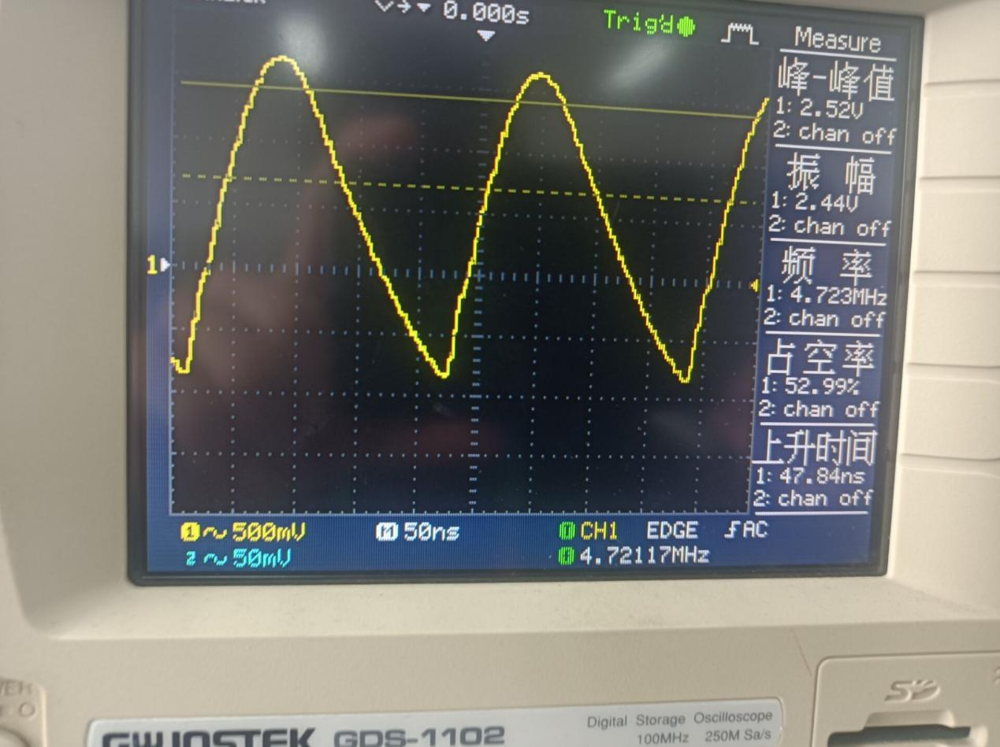 0.000s
Trig'd
Measure
峰-峰值
1: 2.52V
2: chan off
振 幅
1: 2.44V
2: chan off
频 率
1: 4.723MHz
2: chan off
占空率
1: 52.99%
2: chan off
上升时间
1: 47.84ns
2: chan off
1
1 ~ 500mV
M 50ns
CH1 EDGE AC
2 ~ 50mV
4.72117MHz
GW INSTEK GDS-1102
Digital Storage Oscilloscope
100MHz 250M Sa/s
SD